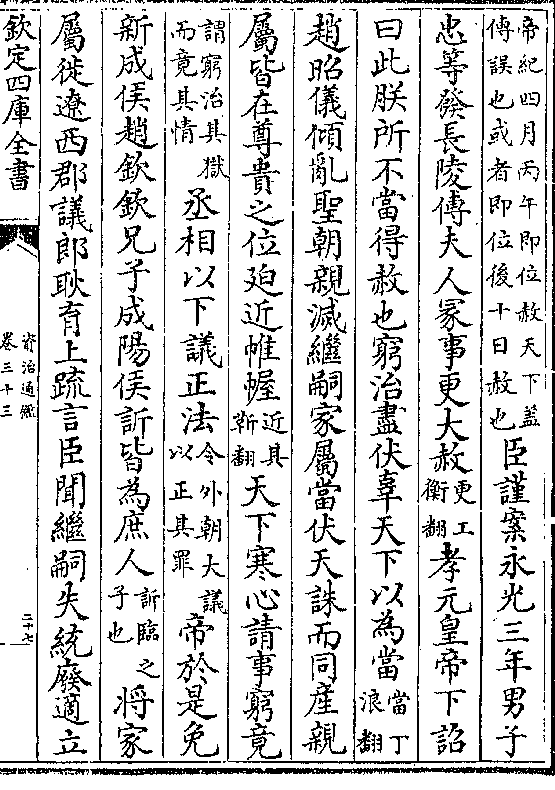 帝紀四月丙午即位赦天下蓋
傳誤也或者即位後十日赦也
臣謹案永光三年男子
忠等發長陵傅夫人冢事更大赦
更工
衡翻
孝元皇帝下詔
曰此朕所不當得赦也窮治盡伏辜天下以為當
當丁
浪翻
趙昭儀傾亂聖朝親滅繼嗣家屬當伏天誅而同產親
屬皆在尊貴之位廹近帷幄
近其
靳翻
天下寒心請事窮竟
謂窮治其獄
而竟其情
丞相以下議正法
令外朝大議
以正其罪
帝於是免
新成侯趙欽欽兄子成陽侯訢皆為庶人
訢臨之
子也
將家
屬徙遼西郡議郎耿育上疏言臣聞繼嗣失統廢適立
欽定四庫全書
資治通鑑
卷三十三
二十七